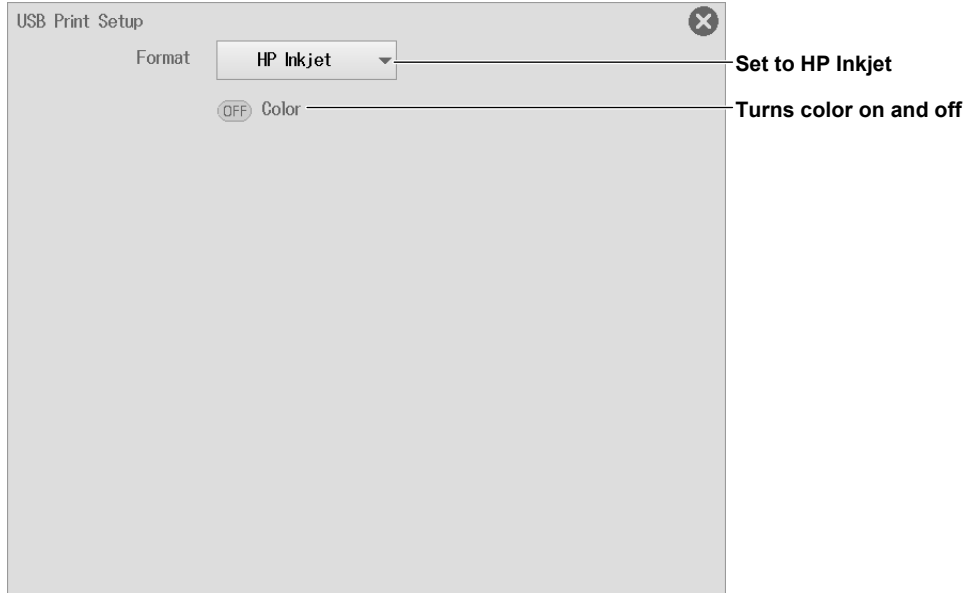 USB Print Setup
Format HP Inkjet Set to HP Inkjet
OFF Color Turns color on and off